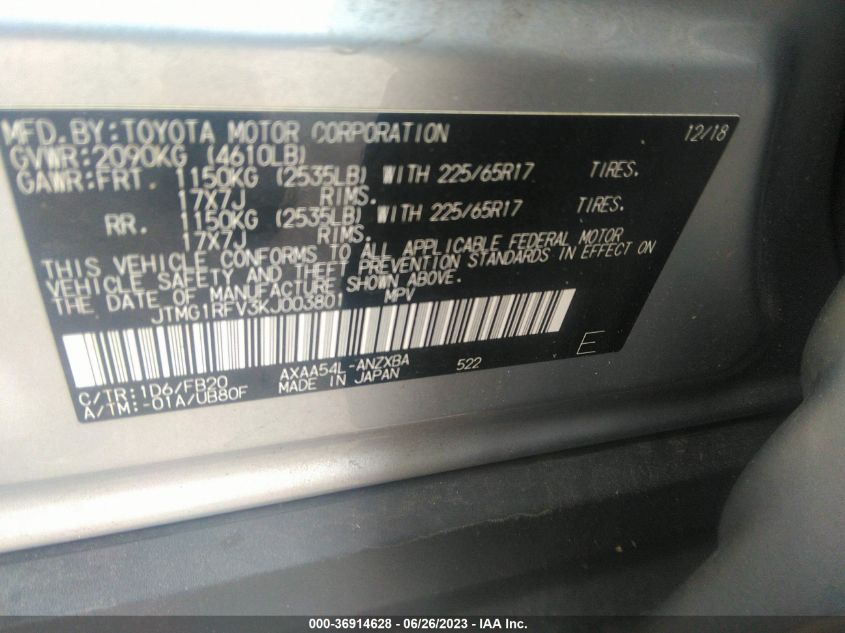 MFD.BY:TOYOTA MOTOR CORPORATION 12/18
GVWR:2090KG (4610LB)
GAWR:FRT. 1150KG (2535LB) WITH 225/65R17 TIRES.
17X7J RIMS.
RR. 1150KG (2535LB) WITH 225/65R17 TIRES.
17X7J RIMS.
THIS VEHICLE CONFORMS TO ALL APPLICABLE FEDERAL MOTOR
VEHICLE SAFETY AND THEFT PREVENTION STANDARDS IN EFFECT ON
THE DATE OF MANUFACTURE SHOWN ABOVE.
JTMG1RFV3KJ003801 MPV
C/TR:1D6/FB20 AXAA54L-ANZXBA 522 E
A/TM:-01A/UB80F MADE IN JAPAN
000-36914628 - 06/26/2023 - IAA Inc.